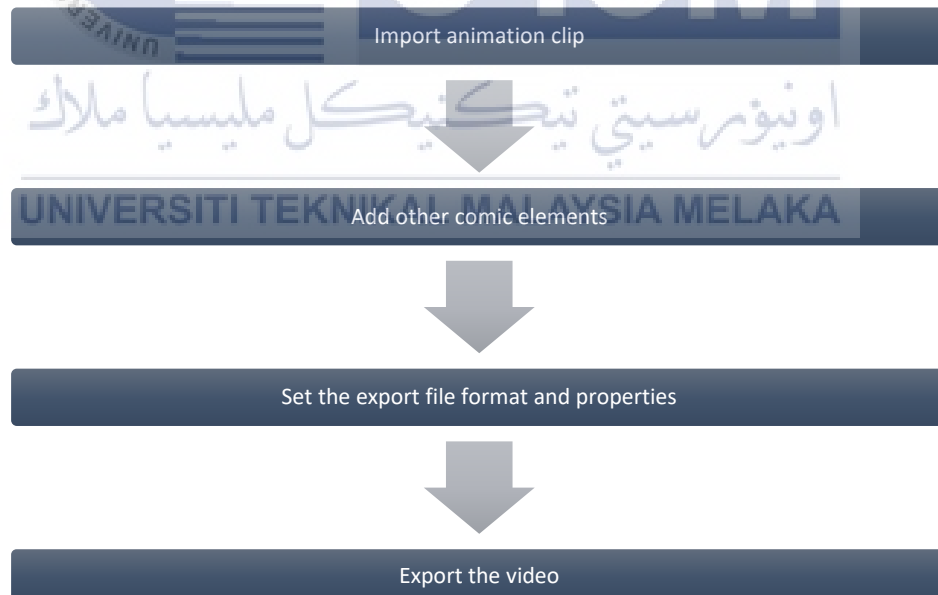 Import animation clip
اونيۏرسيتي تيكنيكل مليسيا ملاك
UNIVERSITI TEKNIKAL MALAYSIA MELAKA
Add other comic elements
Set the export file format and properties
Export the video